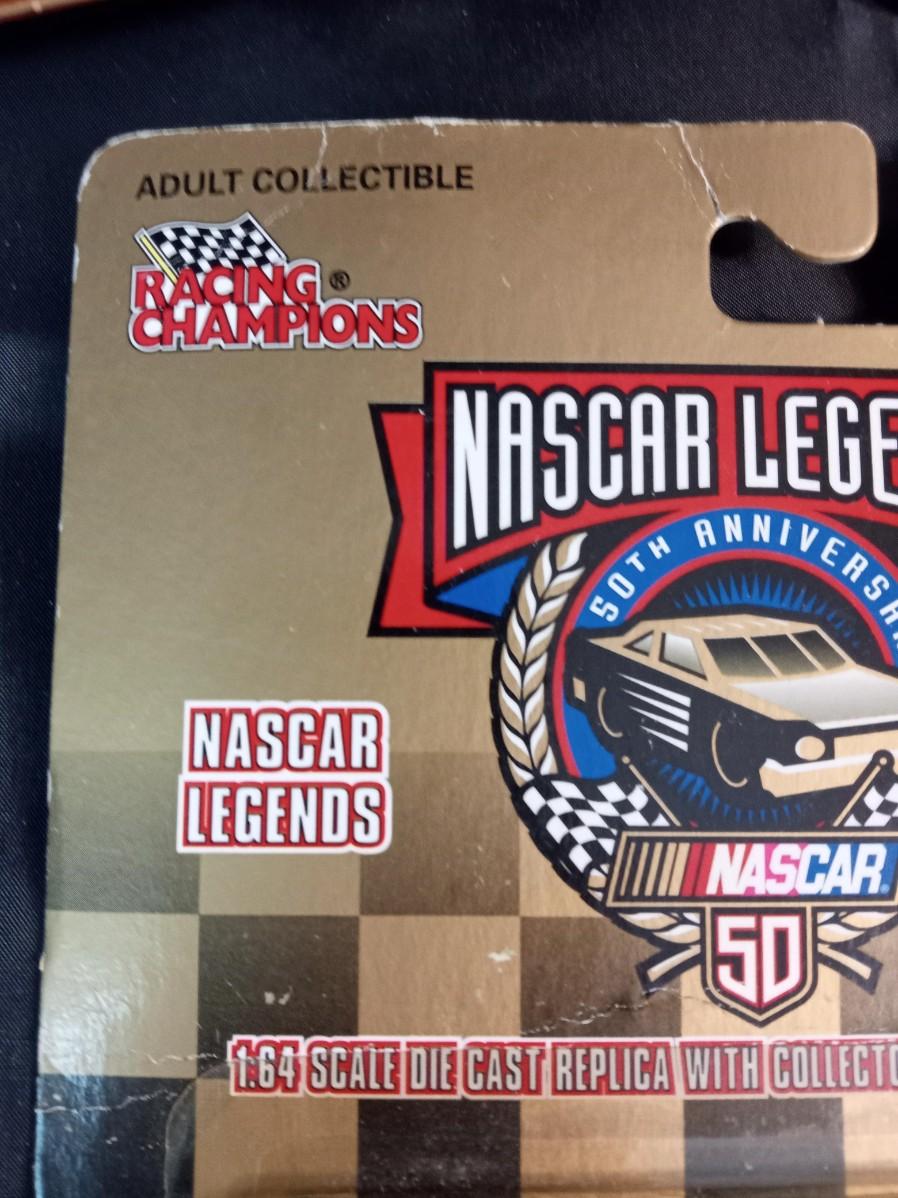 ADULT COLLECTIBLE
RACING ®
CHAMPIONS
NASCAR LEGE
50TH ANNIVERSA
NASCAR
LEGENDS
NASCAR
50
1:64 SCALE DIE CAST REPLICA WITH COLLECTO